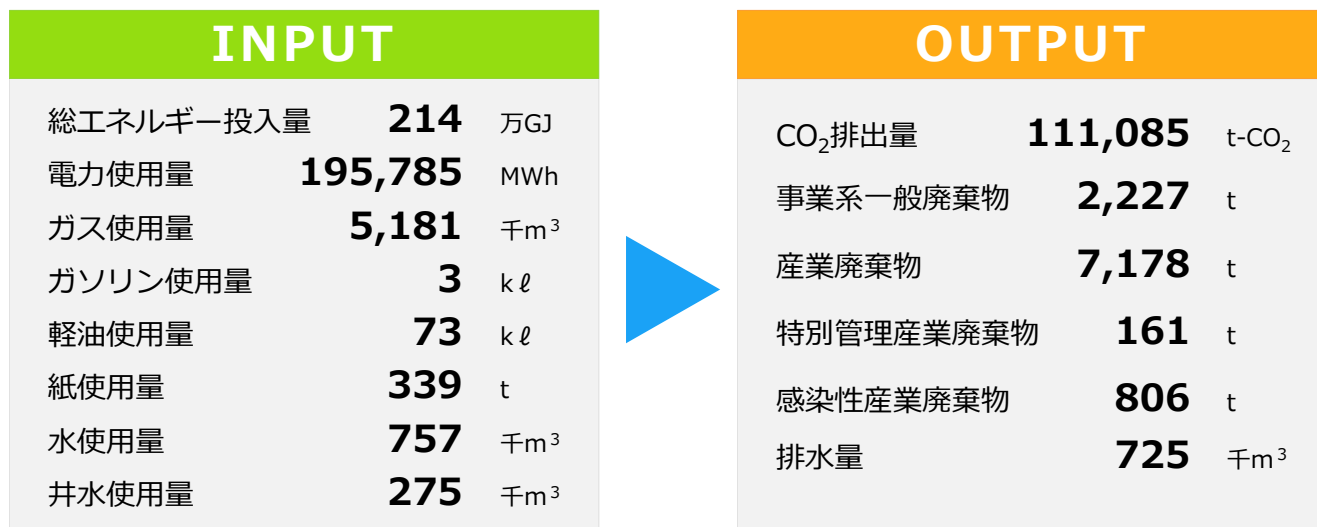 INPUT
総エネルギー投入量 214 万GJ
電力使用量 195,785 MWh
ガス使用量 5,181 千m³
ガソリン使用量 3 kℓ
軽油使用量 73 kℓ
紙使用量 339 t
水使用量 757 千m³
井水使用量 275 千m³
OUTPUT
CO₂排出量 111,085 t-CO₂
事業系一般廃棄物 2,227 t
産業廃棄物 7,178 t
特別管理産業廃棄物 161 t
感染性産業廃棄物 806 t
排水量 725 千m³